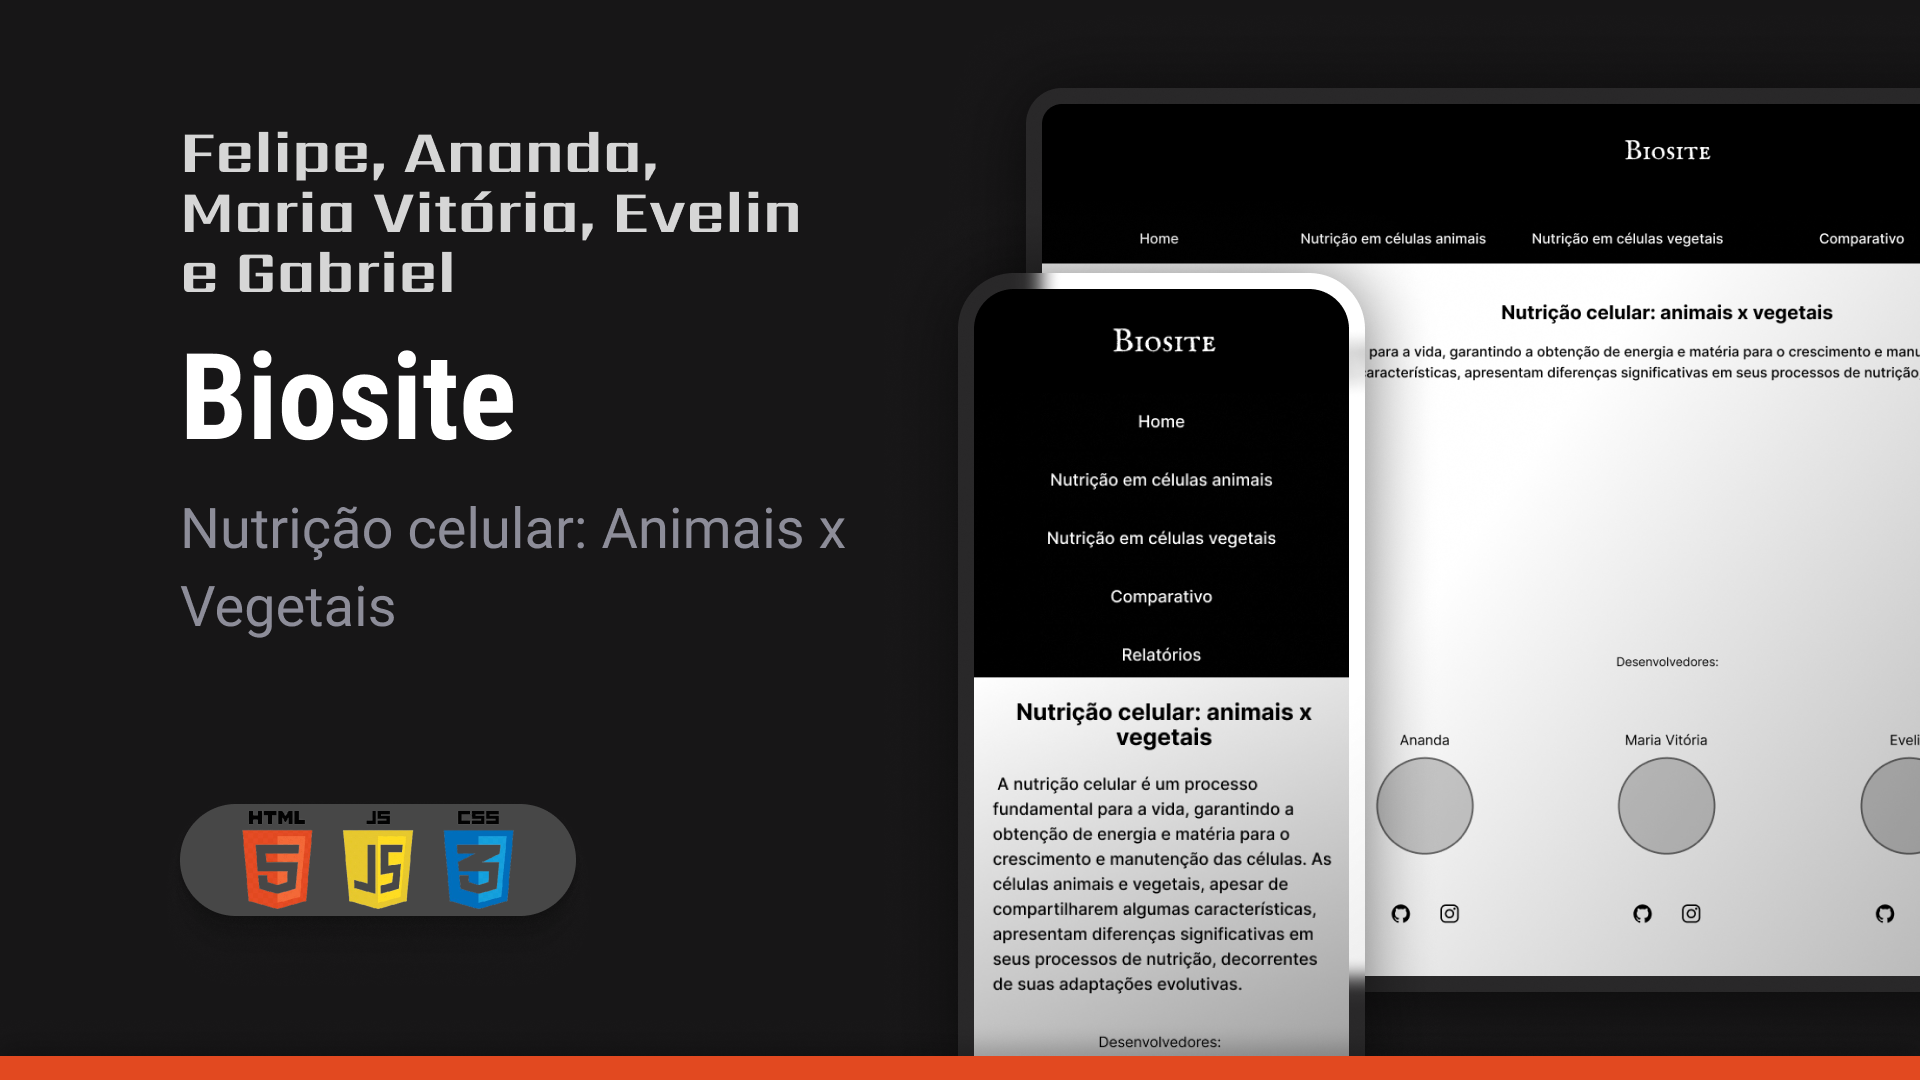 Felipe, Ananda,
Maria Vitória, Evelin
e Gabriel
Biosite
Nutrição celular: Animais x
Vegetais
HTML
5
JS
JS
CSS
3
Biosite
Home
Nutrição em células animais
Nutrição em células vegetais
Comparativo
Nutrição celular: animais x vegetais
para a vida, garantindo a obtenção de energia e matéria para o crescimento e
características, apresentam diferenças significativas em seus processos de nutrição,
Desenvolvedores:
Ananda
Maria Vitória
Biosite
Home
Nutrição em células animais
Nutrição em células vegetais
Comparativo
Relatórios
Nutrição celular: animais x
vegetais
A nutrição celular é um processo
fundamental para a vida, garantindo a
obtenção de energia e matéria para o
crescimento e manutenção das células. As
células animais e vegetais, apesar de
compartilharem algumas características,
apresentam diferenças significativas em
seus processos de nutrição, decorrentes
de suas adaptações evolutivas.
Desenvolvedores: